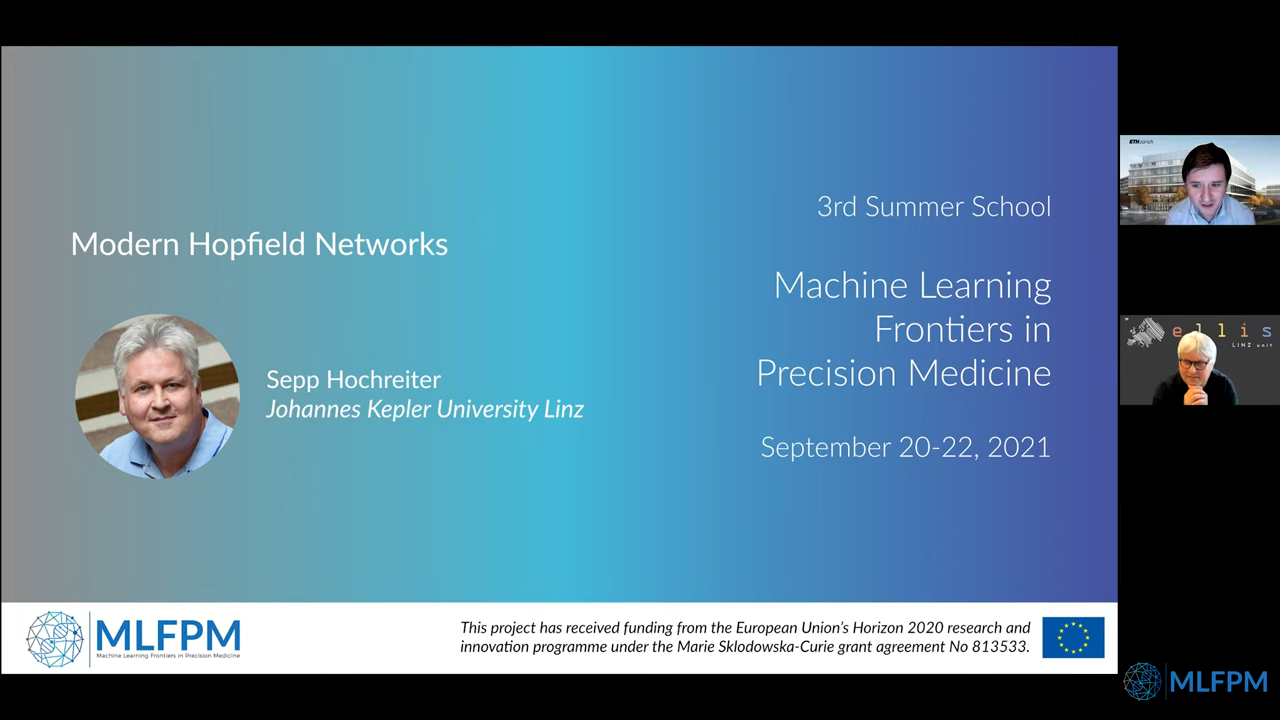 Modern Hopfield Networks
Sepp Hochreiter
Johannes Kepler University Linz
3rd Summer School
Machine Learning
Frontiers in
Precision Medicine
September 20-22, 2021
MLFPM
Machine Learning Frontiers in Precision Medicine
This project has received funding from the European Union's Horizon 2020 research and
innovation programme under the Marie Sklodowska-Curie grant agreement No 813533.
ETH zürich
ellis
LINZ unit
MLFPM